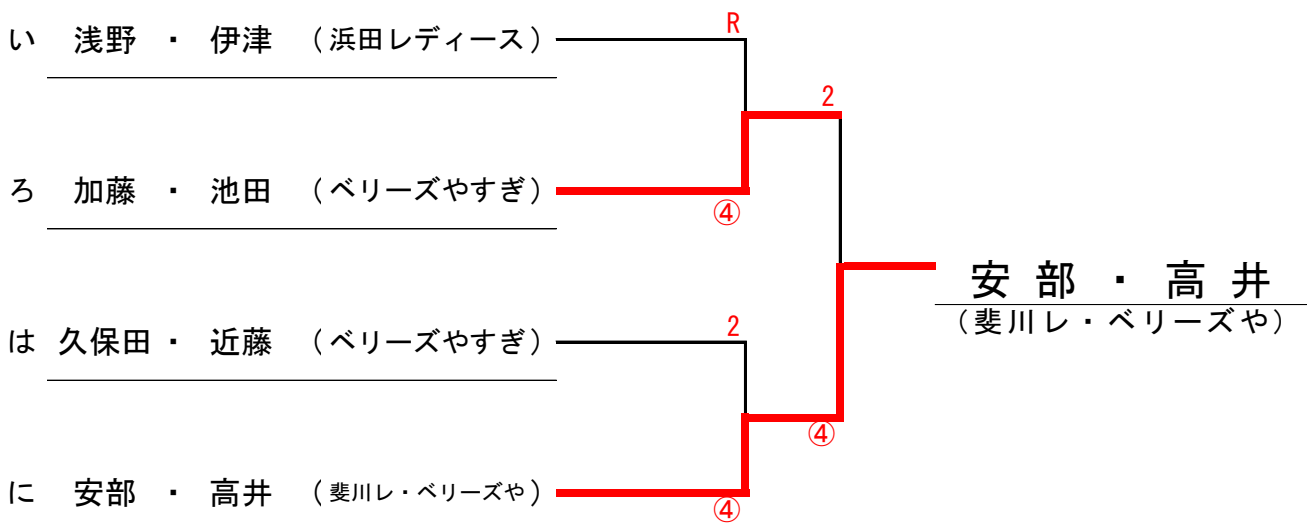 R
い 浅野 ・ 伊津 （浜田レディース）
2
ろ 加藤 ・ 池田 （ベリーズやすぎ）
④
安部・高井
（斐川レ・ベリーズや）
2
は 久保田・ 近藤 （ベリーズやすぎ）
④
に 安部 ・ 高井 （斐川レ・ベリーズや）
④